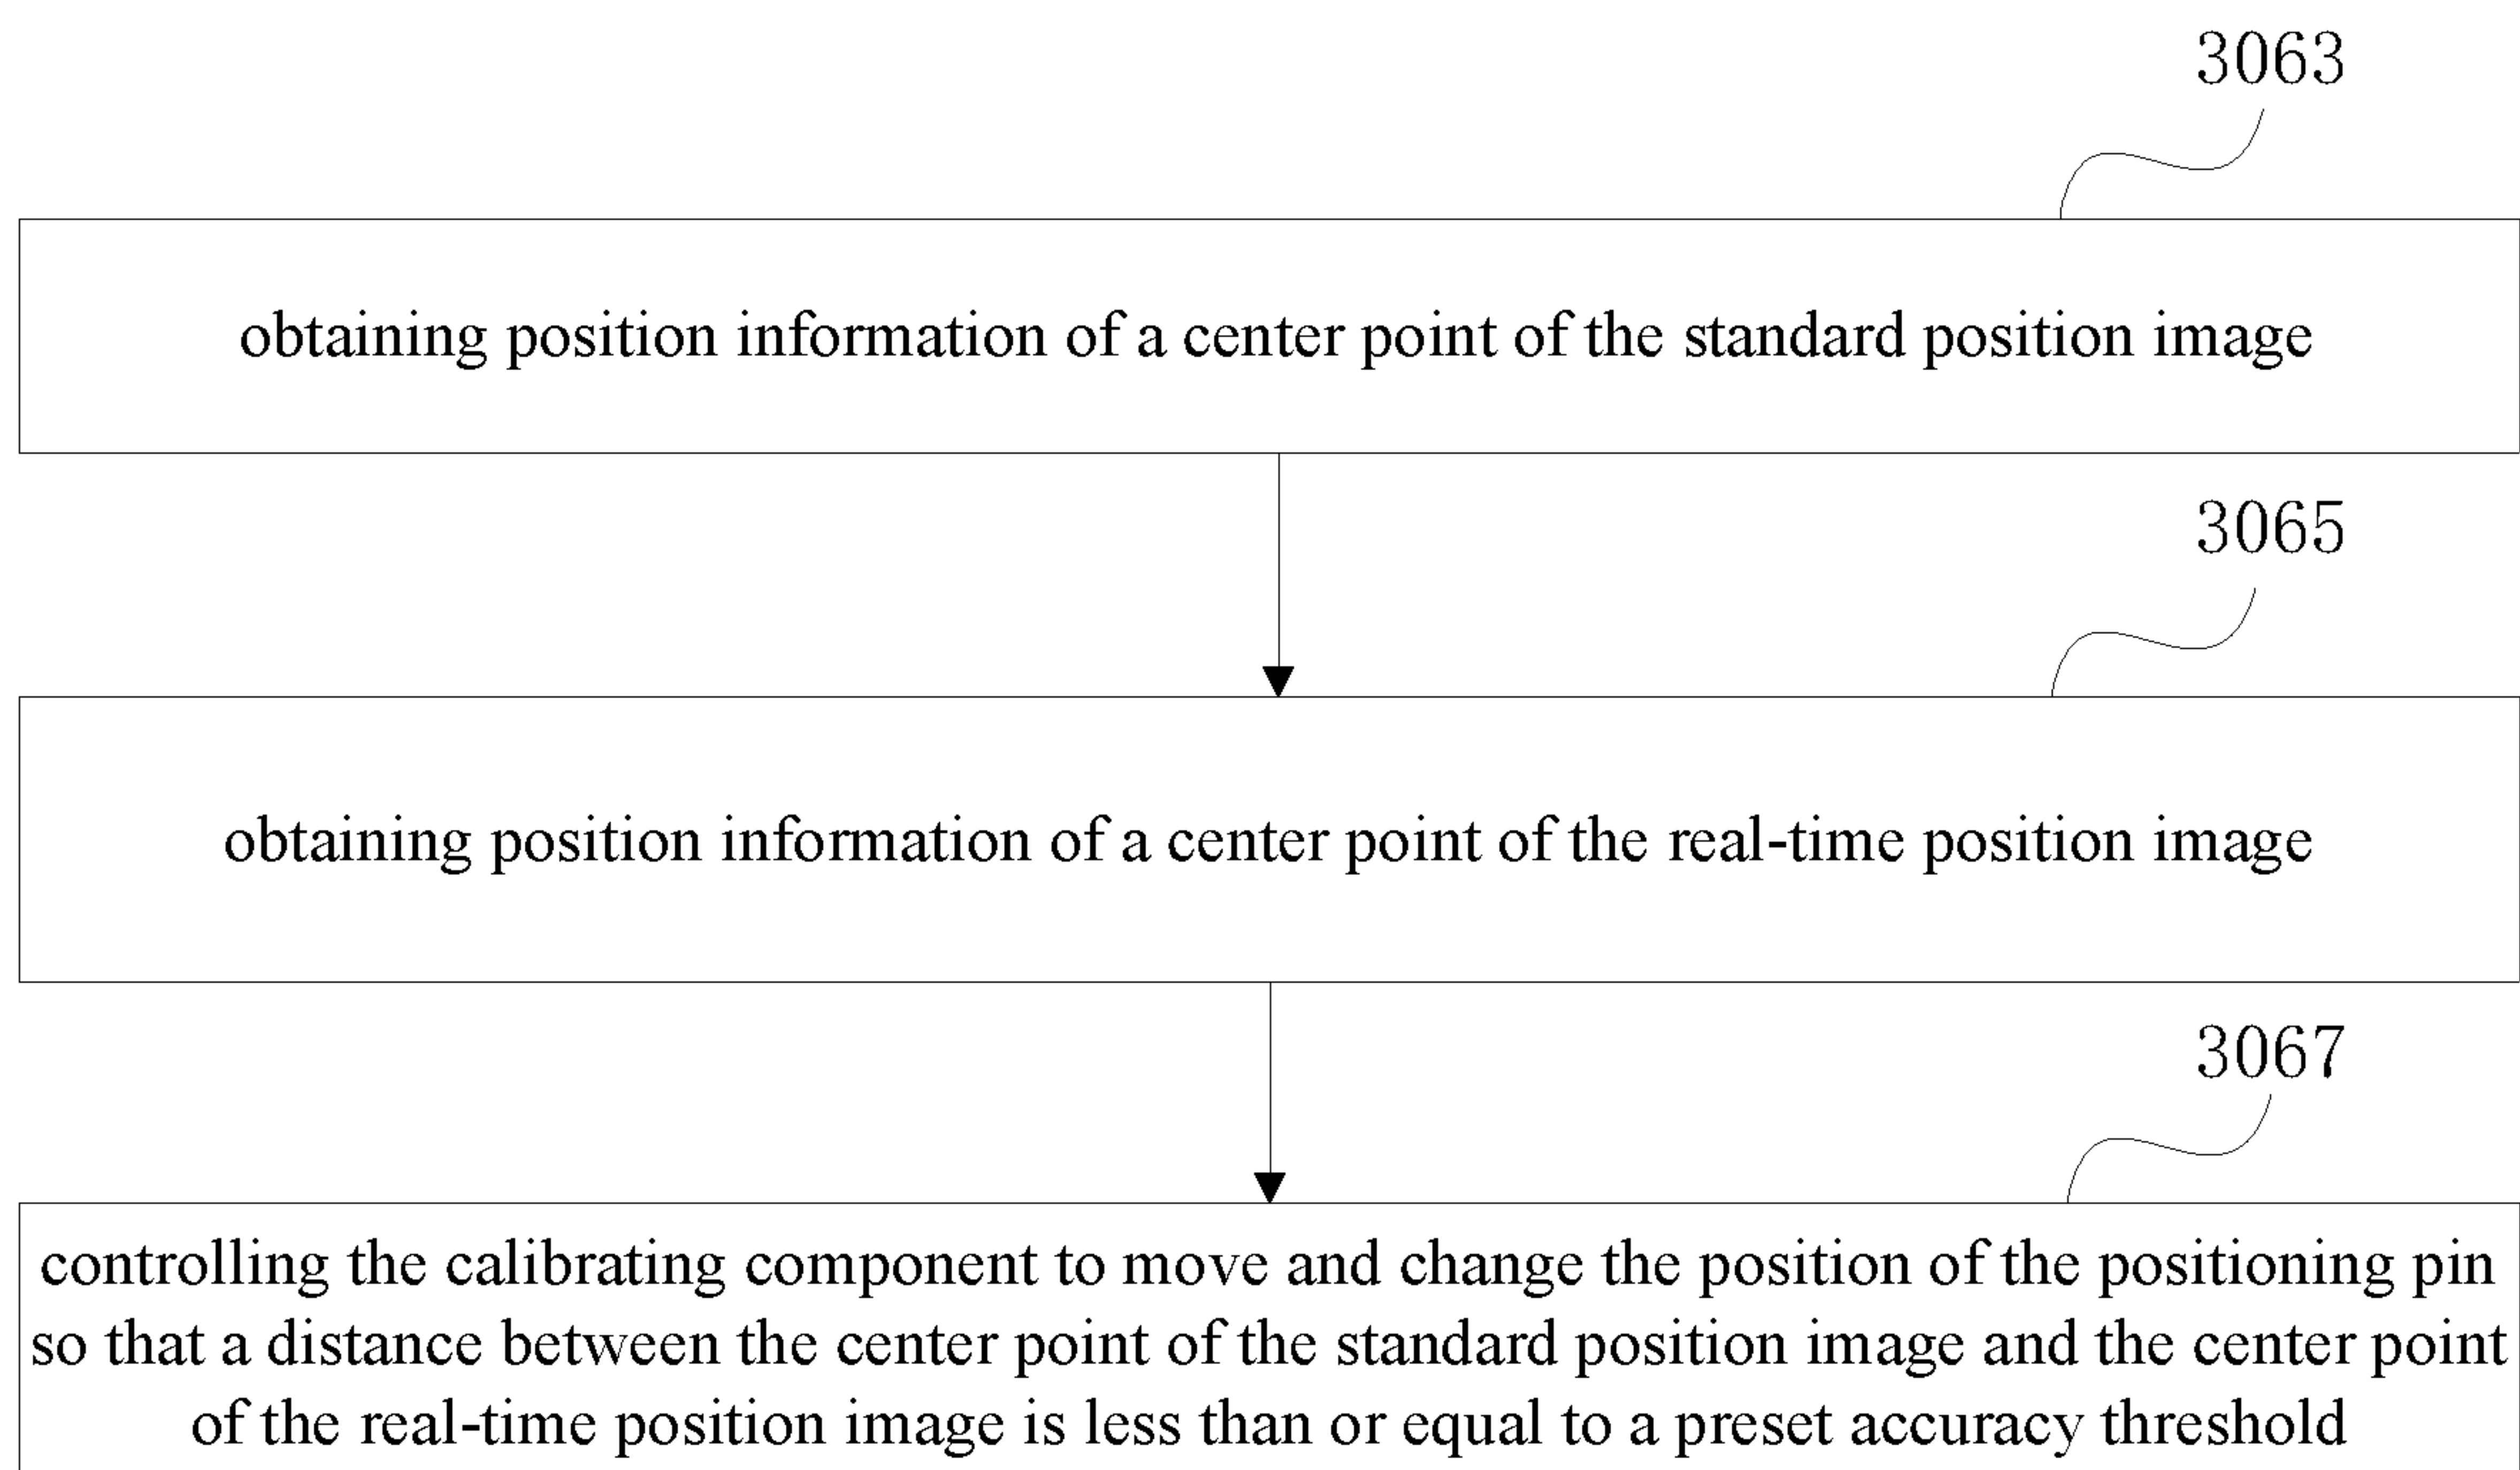 3063
obtaining position information of a center point of the standard position image
3065
obtaining position information of a center point of the real-time position image
3067
controlling the calibrating component to move and change the position of the positioning pin
so that a distance between the center point of the standard position image and the center point
of the real-time position image is less than or equal to a preset accuracy threshold